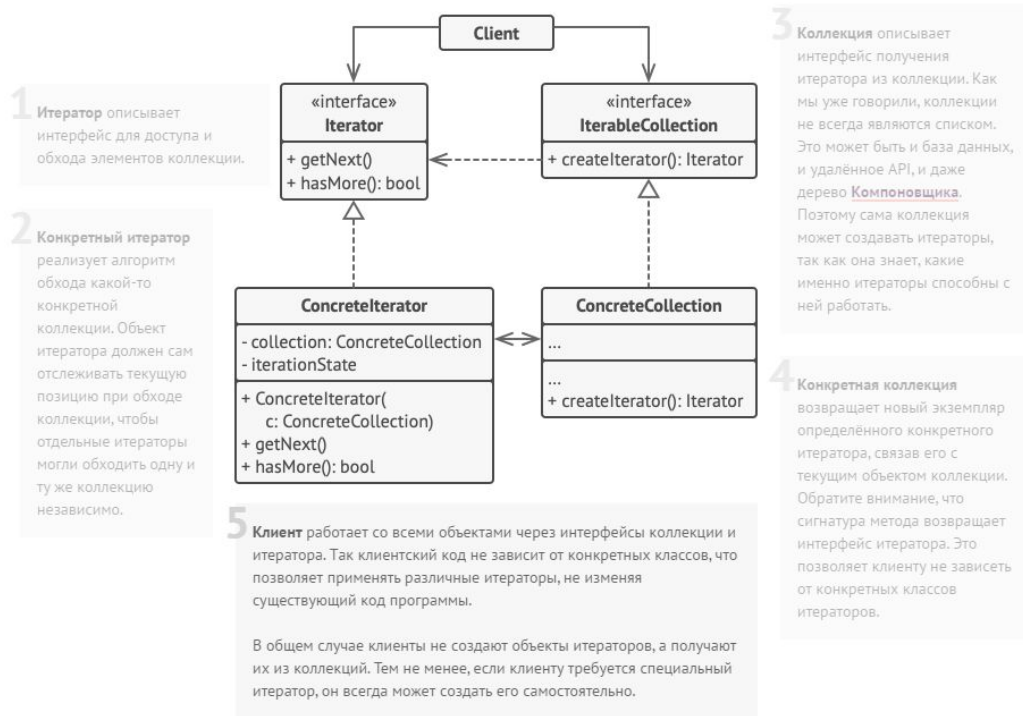 Client
1
Итератор описывает
интерфейс для доступа и
обхода элементов коллекции.
«interface»
Iterator
+ getNext()
+ hasMore(): bool
«interface»
IterableCollection
+ createIterator(): Iterator
3
Коллекция описывает
интерфейс получения
итератора из коллекции. Как
мы уже говорили, коллекции
не всегда являются списком.
Это может быть и база данных,
и удалённое API, и даже
дерево Компоновщика.
Поэтому сама коллекция
может создавать итераторы,
так как она знает, какие
именно итераторы способны с
ней работать.
2
Конкретный итератор
реализует алгоритм
обхода какой-то
конкретной
коллекции. Объект
итератора должен сам
отслеживать текущую
позицию при обходе
коллекции, чтобы
отдельные итераторы
могли обходить одну и
ту же коллекцию
независимо.
ConcreteIterator
- collection: ConcreteCollection
- iterationState
+ ConcreteIterator(
c: ConcreteCollection)
+ getNext()
+ hasMore(): bool
ConcreteCollection
...
...
+ createIterator(): Iterator
4
Конкретная коллекция
возвращает новый экземпляр
определённого конкретного
итератора, связав его с
текущим объектом коллекции.
Обратите внимание, что
сигнатура метода возвращает
интерфейс итератора. Это
позволяет клиенту не зависеть
от конкретных классов
итераторов.
5
Клиент работает со всеми объектами через интерфейсы коллекции и
итератора. Так клиентский код не зависит от конкретных классов, что
позволяет применять различные итераторы, не изменяя
существующий код программы.
В общем случае клиенты не создают объекты итераторов, а получают
их из коллекций. Тем не менее, если клиенту требуется специальный
итератор, он всегда может создать его самостоятельно.